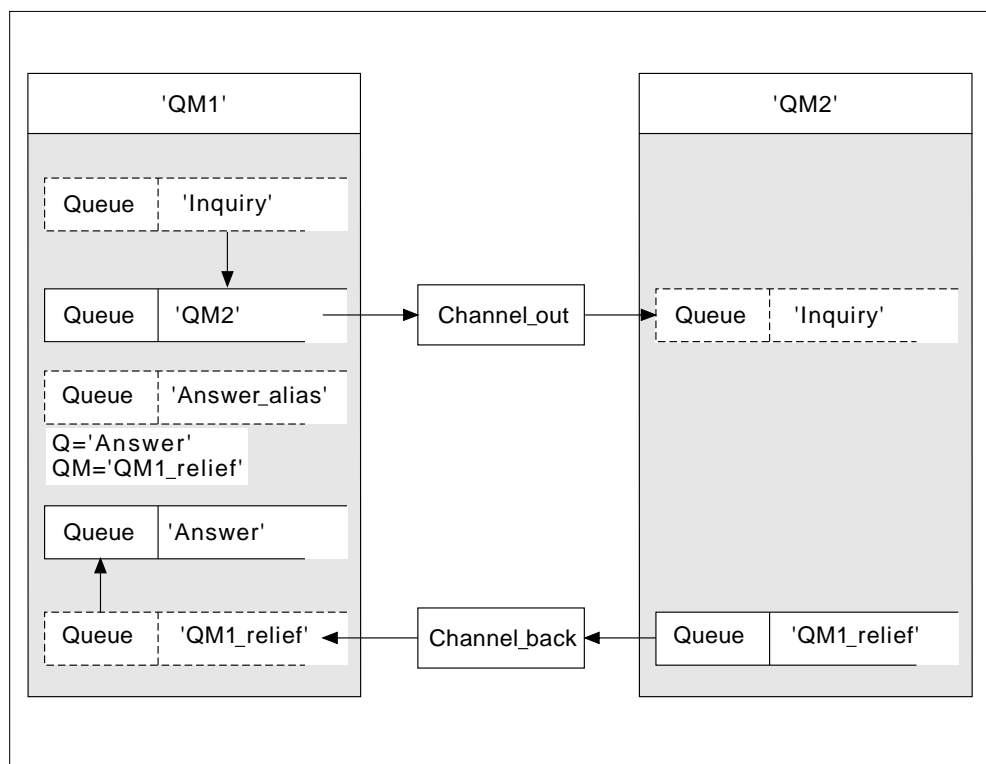 'QM1'
'QM2'
Queue 'Inquiry'
Queue 'QM2'
Channel_out
Queue 'Inquiry'
Queue 'Answer_alias'
Q='Answer'
QM='QM1_relief'
Queue 'Answer'
Queue 'QM1_relief'
Channel_back
Queue 'QM1_relief'